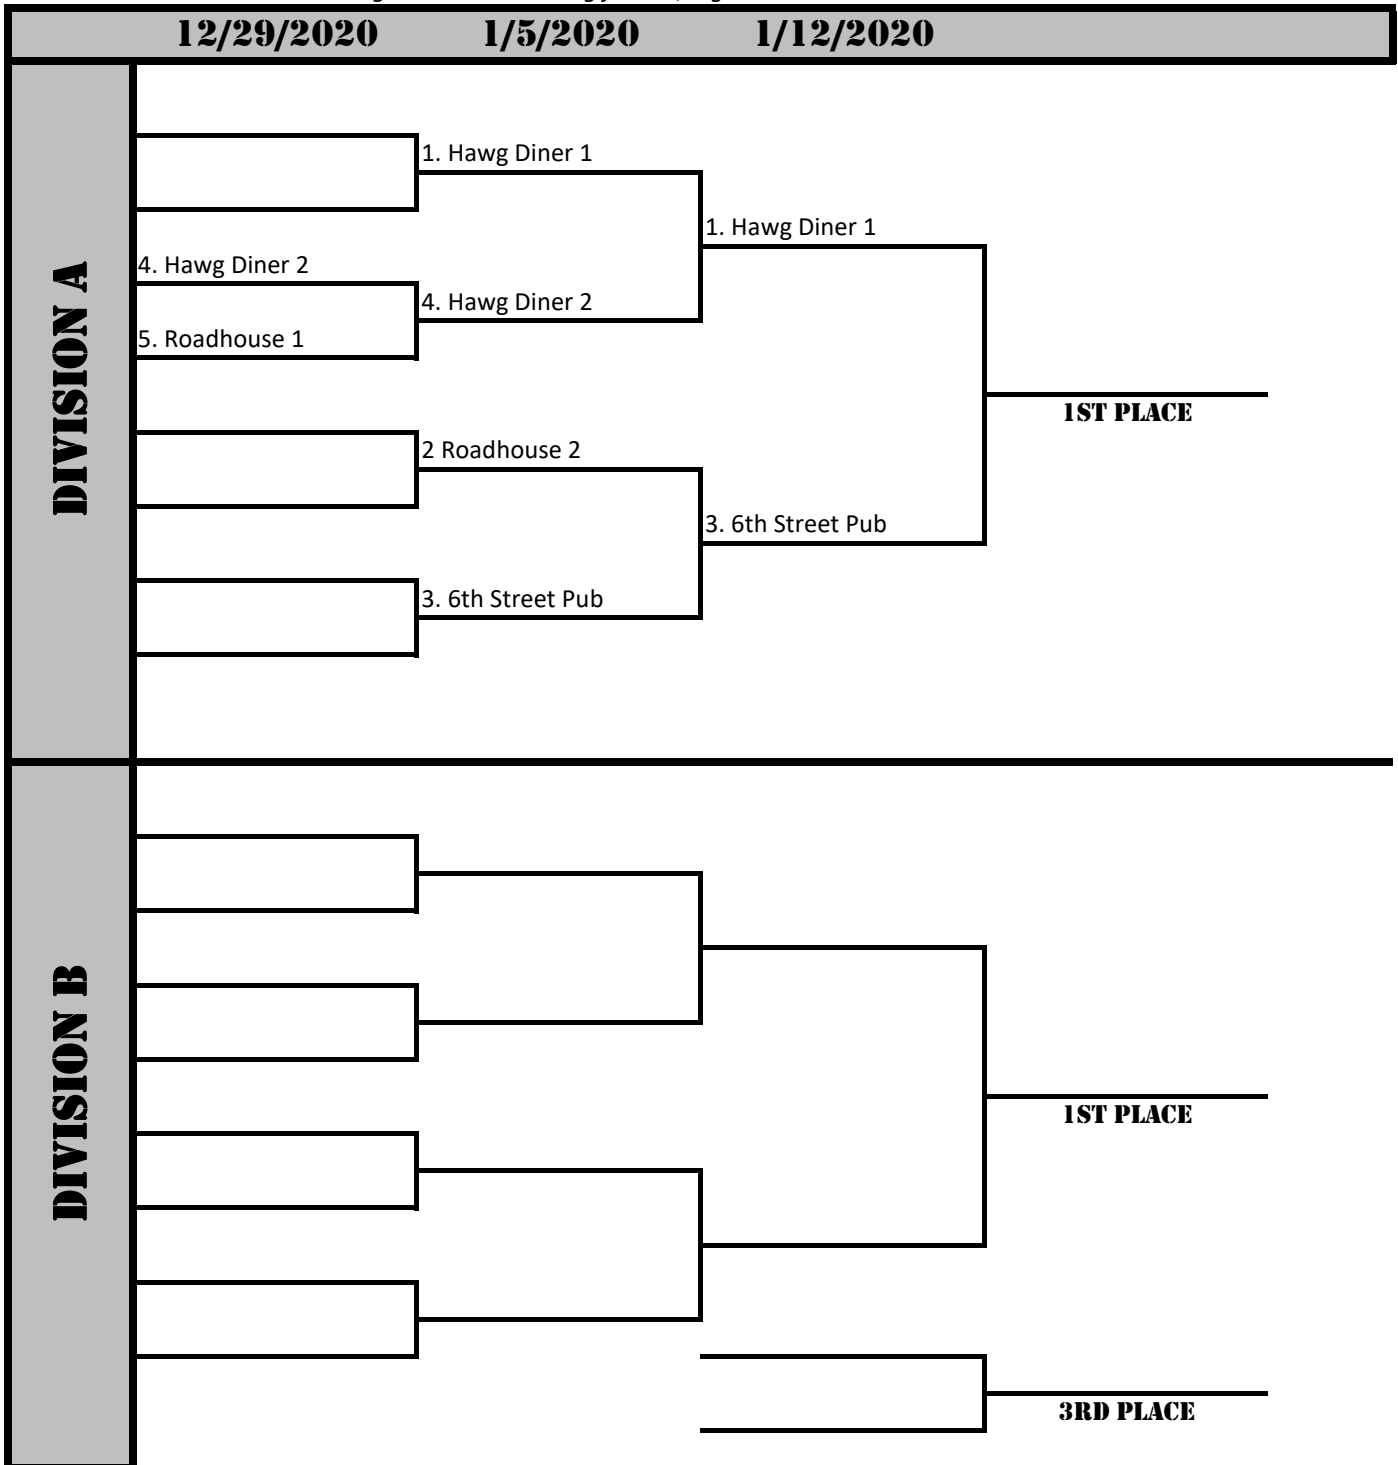 12/29/2020 1/5/2020 1/12/2020
DIVISION A
1. Hawg Diner 1
1. Hawg Diner 1
4. Hawg Diner 2
4. Hawg Diner 2
5. Roadhouse 1
1ST PLACE
2 Roadhouse 2
3. 6th Street Pub
3. 6th Street Pub
DIVISION B
1ST PLACE
3RD PLACE